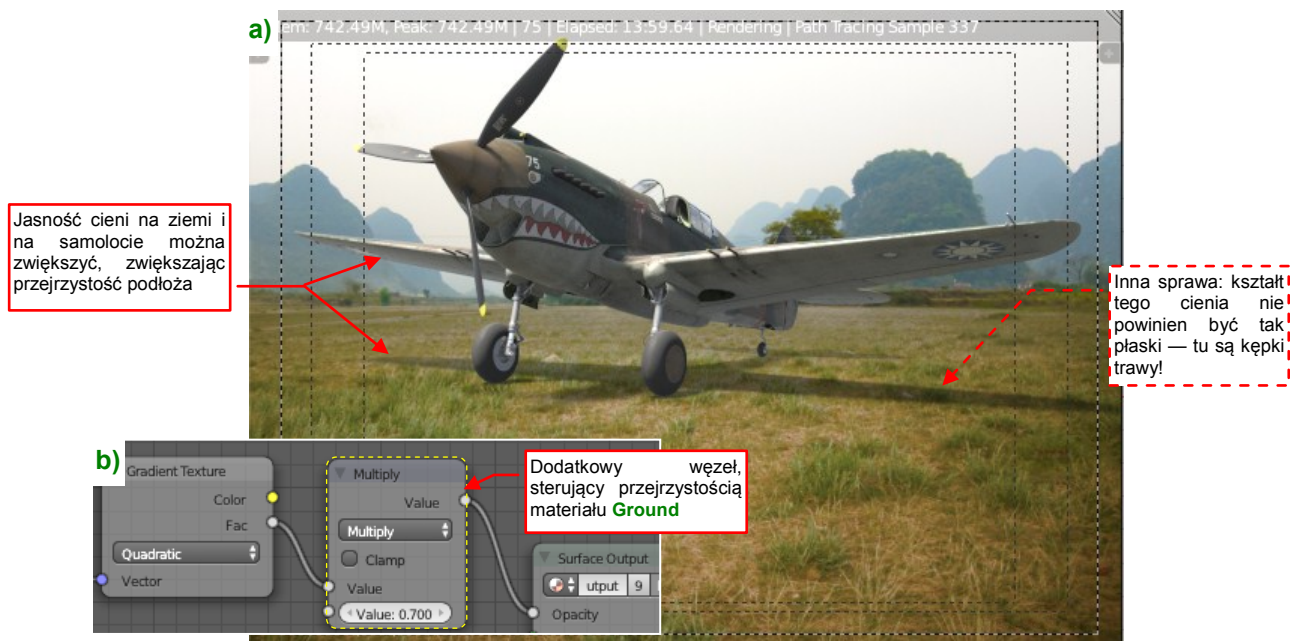 a)
em: 742.49M, Peak: 742.49M | 75 | Elapsed: 13:59.64 | Rendering | Path Tracing Sample 337
75
Jasność cieni na ziemi i
na samolocie można
zwiększyć, zwiększając
przejrzystość podłoża
Inna sprawa: kształt
tego cienia nie
powinien być tak
płaski — tu są kępki
trawy!
b)
Gradient Texture
Color
Fac
Quadratic
Vector
Multiply
Value
Multiply
Clamp
Value
Value: 0.700
Dodatkowy węzeł,
sterujący przejrzystością
materiału Ground
Surface Output
utput 9
Opacity